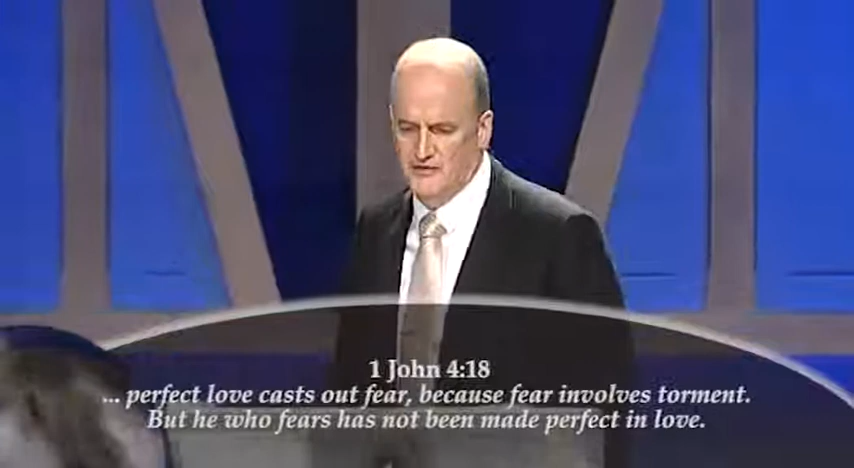 1 John 4:18
... perfect love casts out fear, because fear involves torment.
But he who fears has not been made perfect in love.